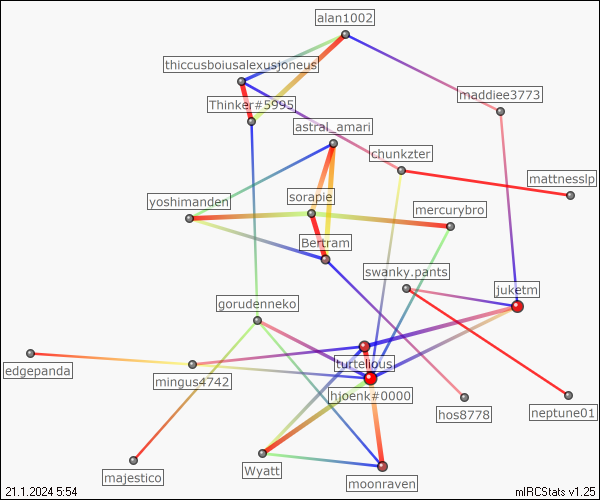 alan1002
thiccusboiusalexusjoneus
maddiee3773
Thinker#5995
astral_amari
chunkzter
mattnesslp
sorapie
yoshimanden
mercurybro
Bertram
swanky.pants
juketm
gorudenneko
turtelious
edgepanda
mingus4742
hjoenk#0000
hos8778
neptune01
Wyatt
majestico
moonraven
21.1.2024 5:54
mIRCStats v1.25